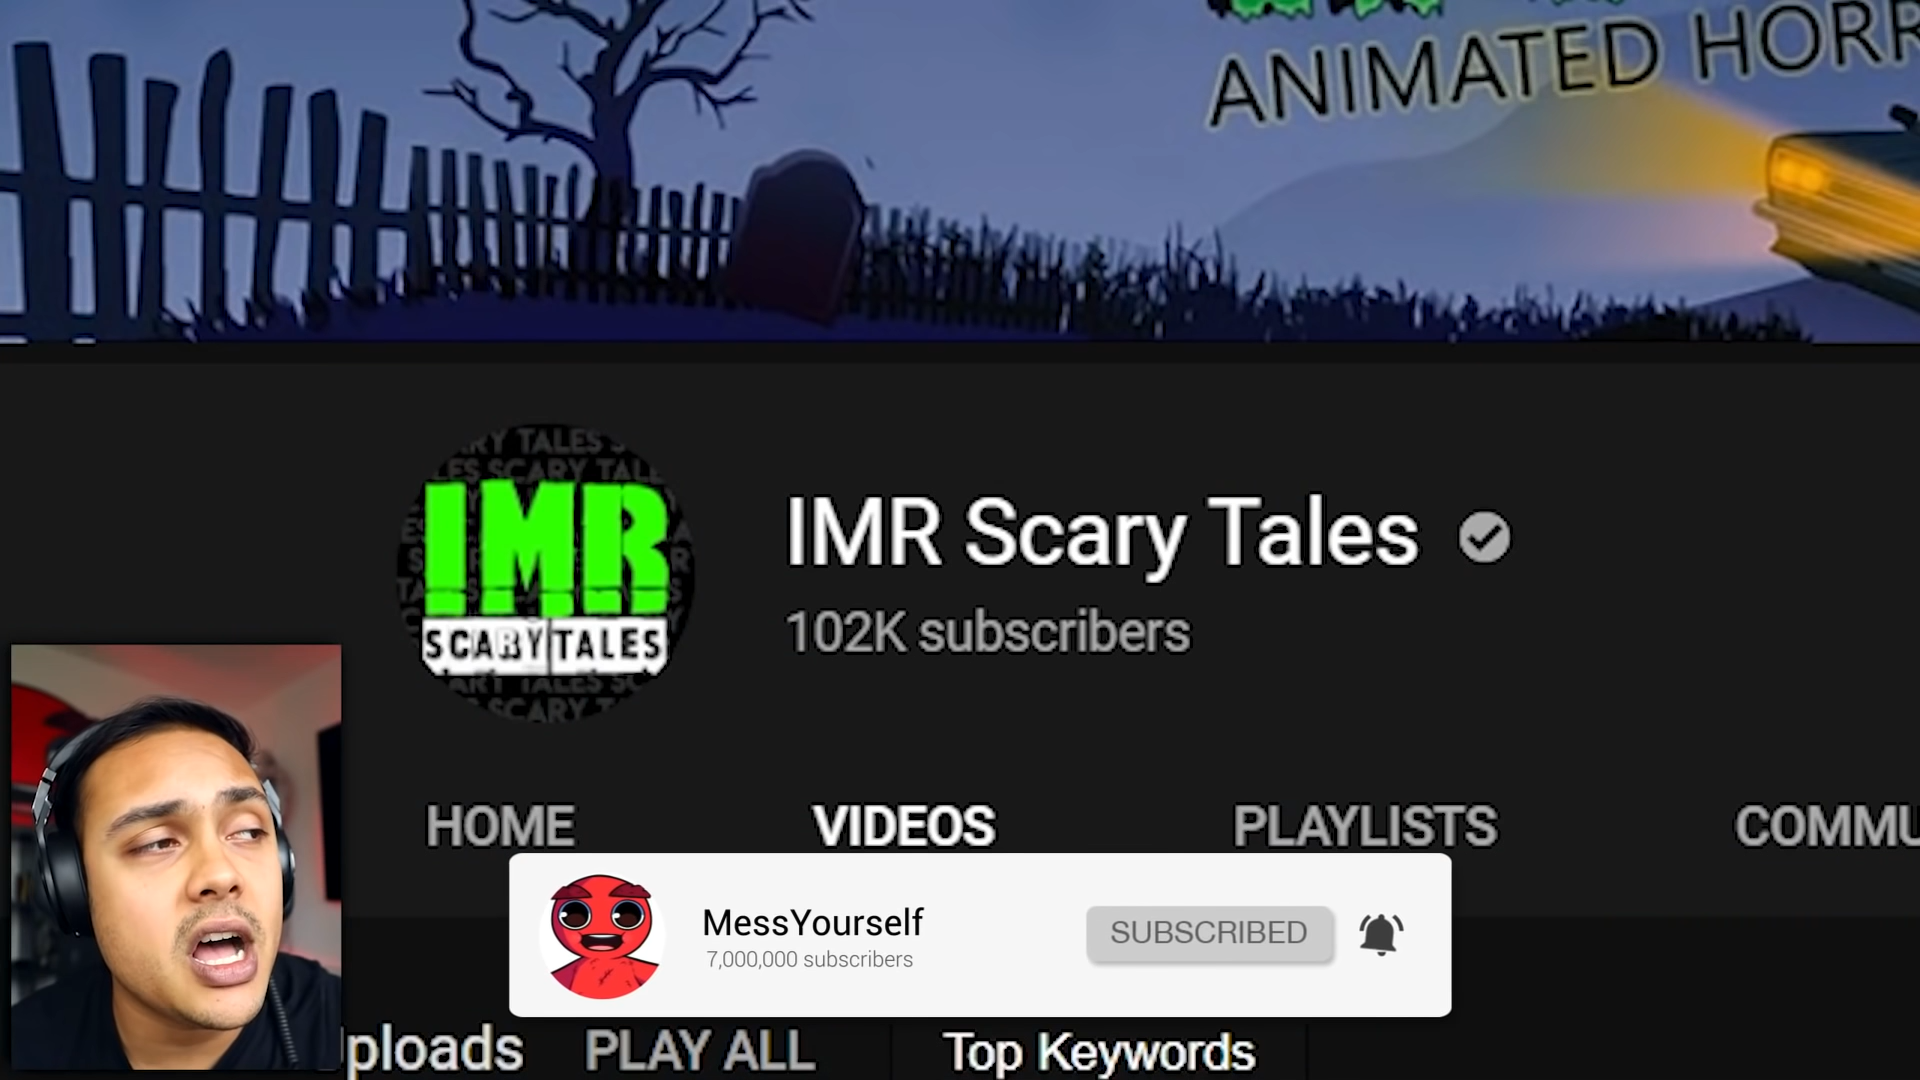 ANIMATED HORR
IMR
SCARY TALES
IMR Scary Tales
102K subscribers
HOME
VIDEOS
PLAYLISTS
COMMU
MessYourself
7,000,000 subscribers
SUBSCRIBED
ploads
PLAY ALL
Top Keywords